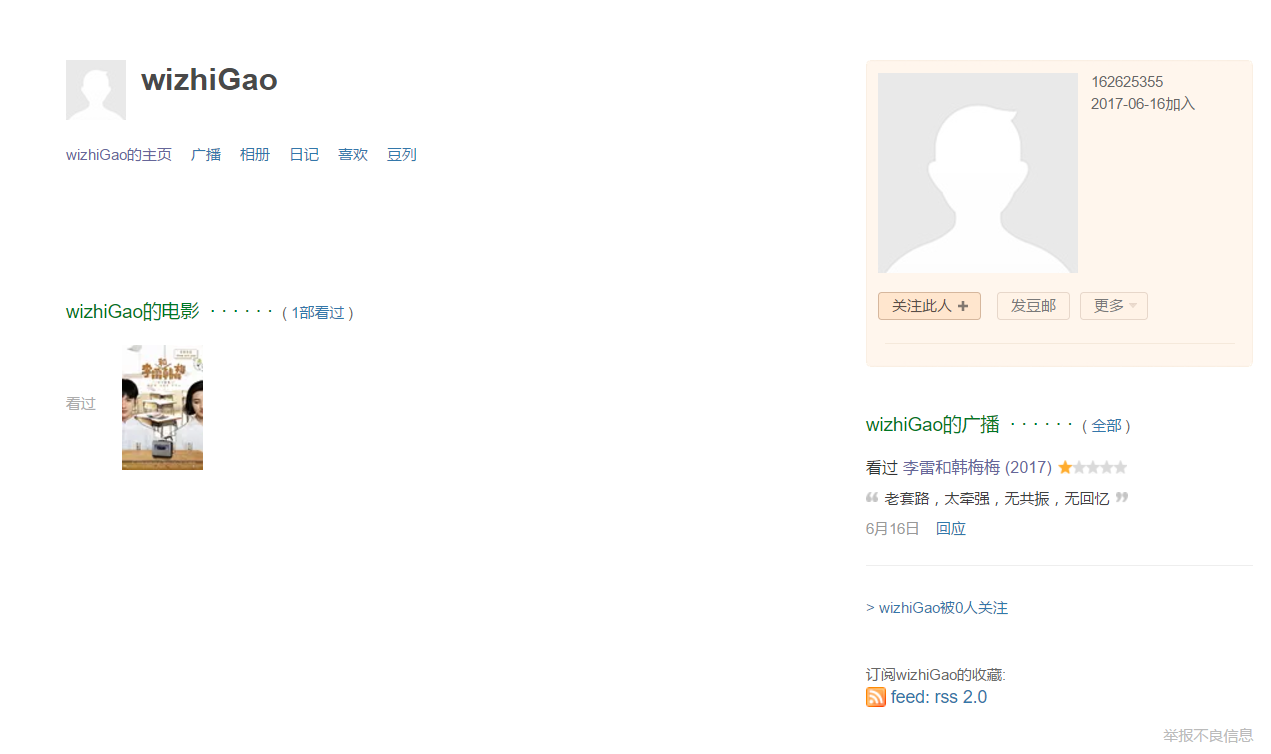 wizhiGao
wizhiGao的主页 广播 相册 日记 喜欢 豆列
wizhiGao的电影 · · · · · · ( 1部看过 )
看过
李雷韩梅
162625355
2017-06-16加入
关注此人
发豆邮
更多
wizhiGao的广播 · · · · · · ( 全部 )
看过 李雷和韩梅梅 (2017)
老套路，太牵强，无共振，无回忆
6月16日 回应
> wizhiGao被0人关注
订阅wizhiGao的收藏:
feed: rss 2.0
举报不良信息